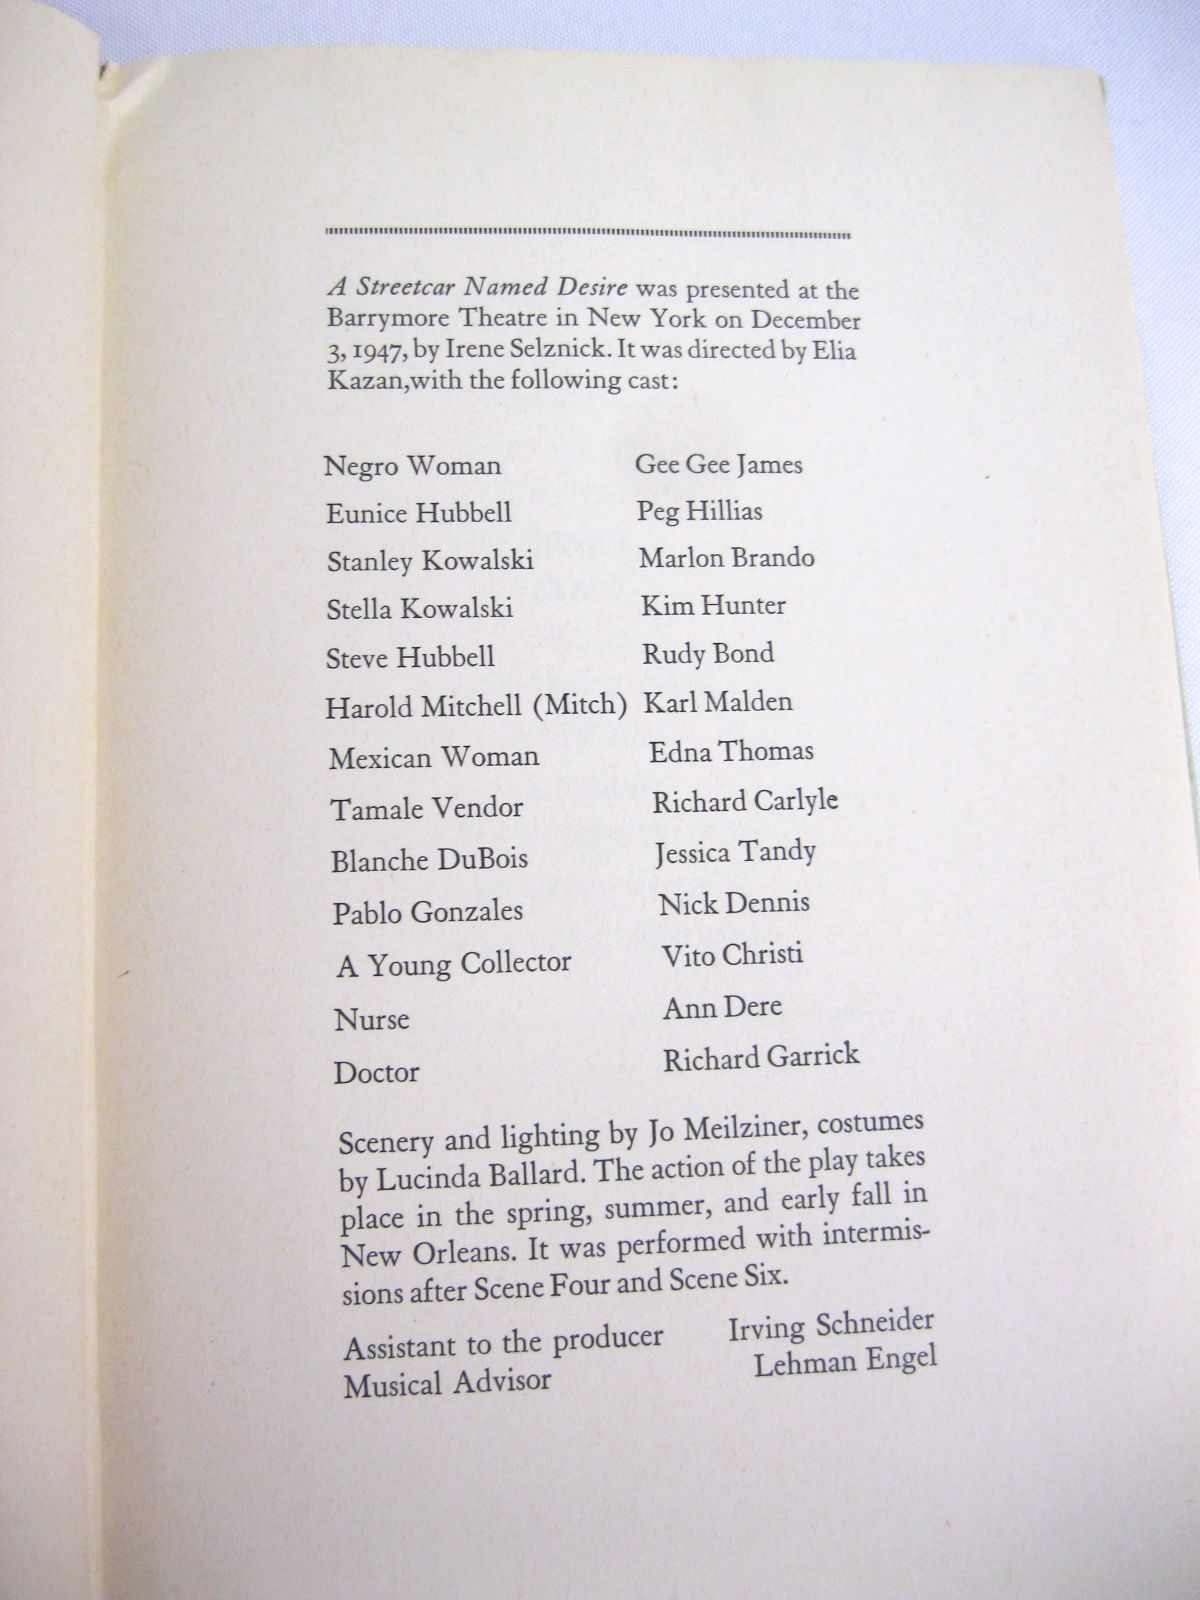 A Streetcar Named Desire was presented at the
Barrymore Theatre in New York on December
3, 1947, by Irene Selznick. It was directed by Elia
Kazan,with the following cast:
Negro Woman Gee Gee James
Eunice Hubbell Peg Hillias
Stanley Kowalski Marlon Brando
Stella Kowalski Kim Hunter
Steve Hubbell Rudy Bond
Harold Mitchell (Mitch) Karl Malden
Mexican Woman Edna Thomas
Tamale Vendor Richard Carlyle
Blanche DuBois Jessica Tandy
Pablo Gonzales Nick Dennis
A Young Collector Vito Christi
Nurse Ann Dere
Doctor Richard Garrick
Scenery and lighting by Jo Meilziner, costumes
by Lucinda Ballard. The action of the play takes
place in the spring, summer, and early fall in
New Orleans. It was performed with intermis-
sions after Scene Four and Scene Six.
Assistant to the producer Irving Schneider
Musical Advisor Lehman Engel